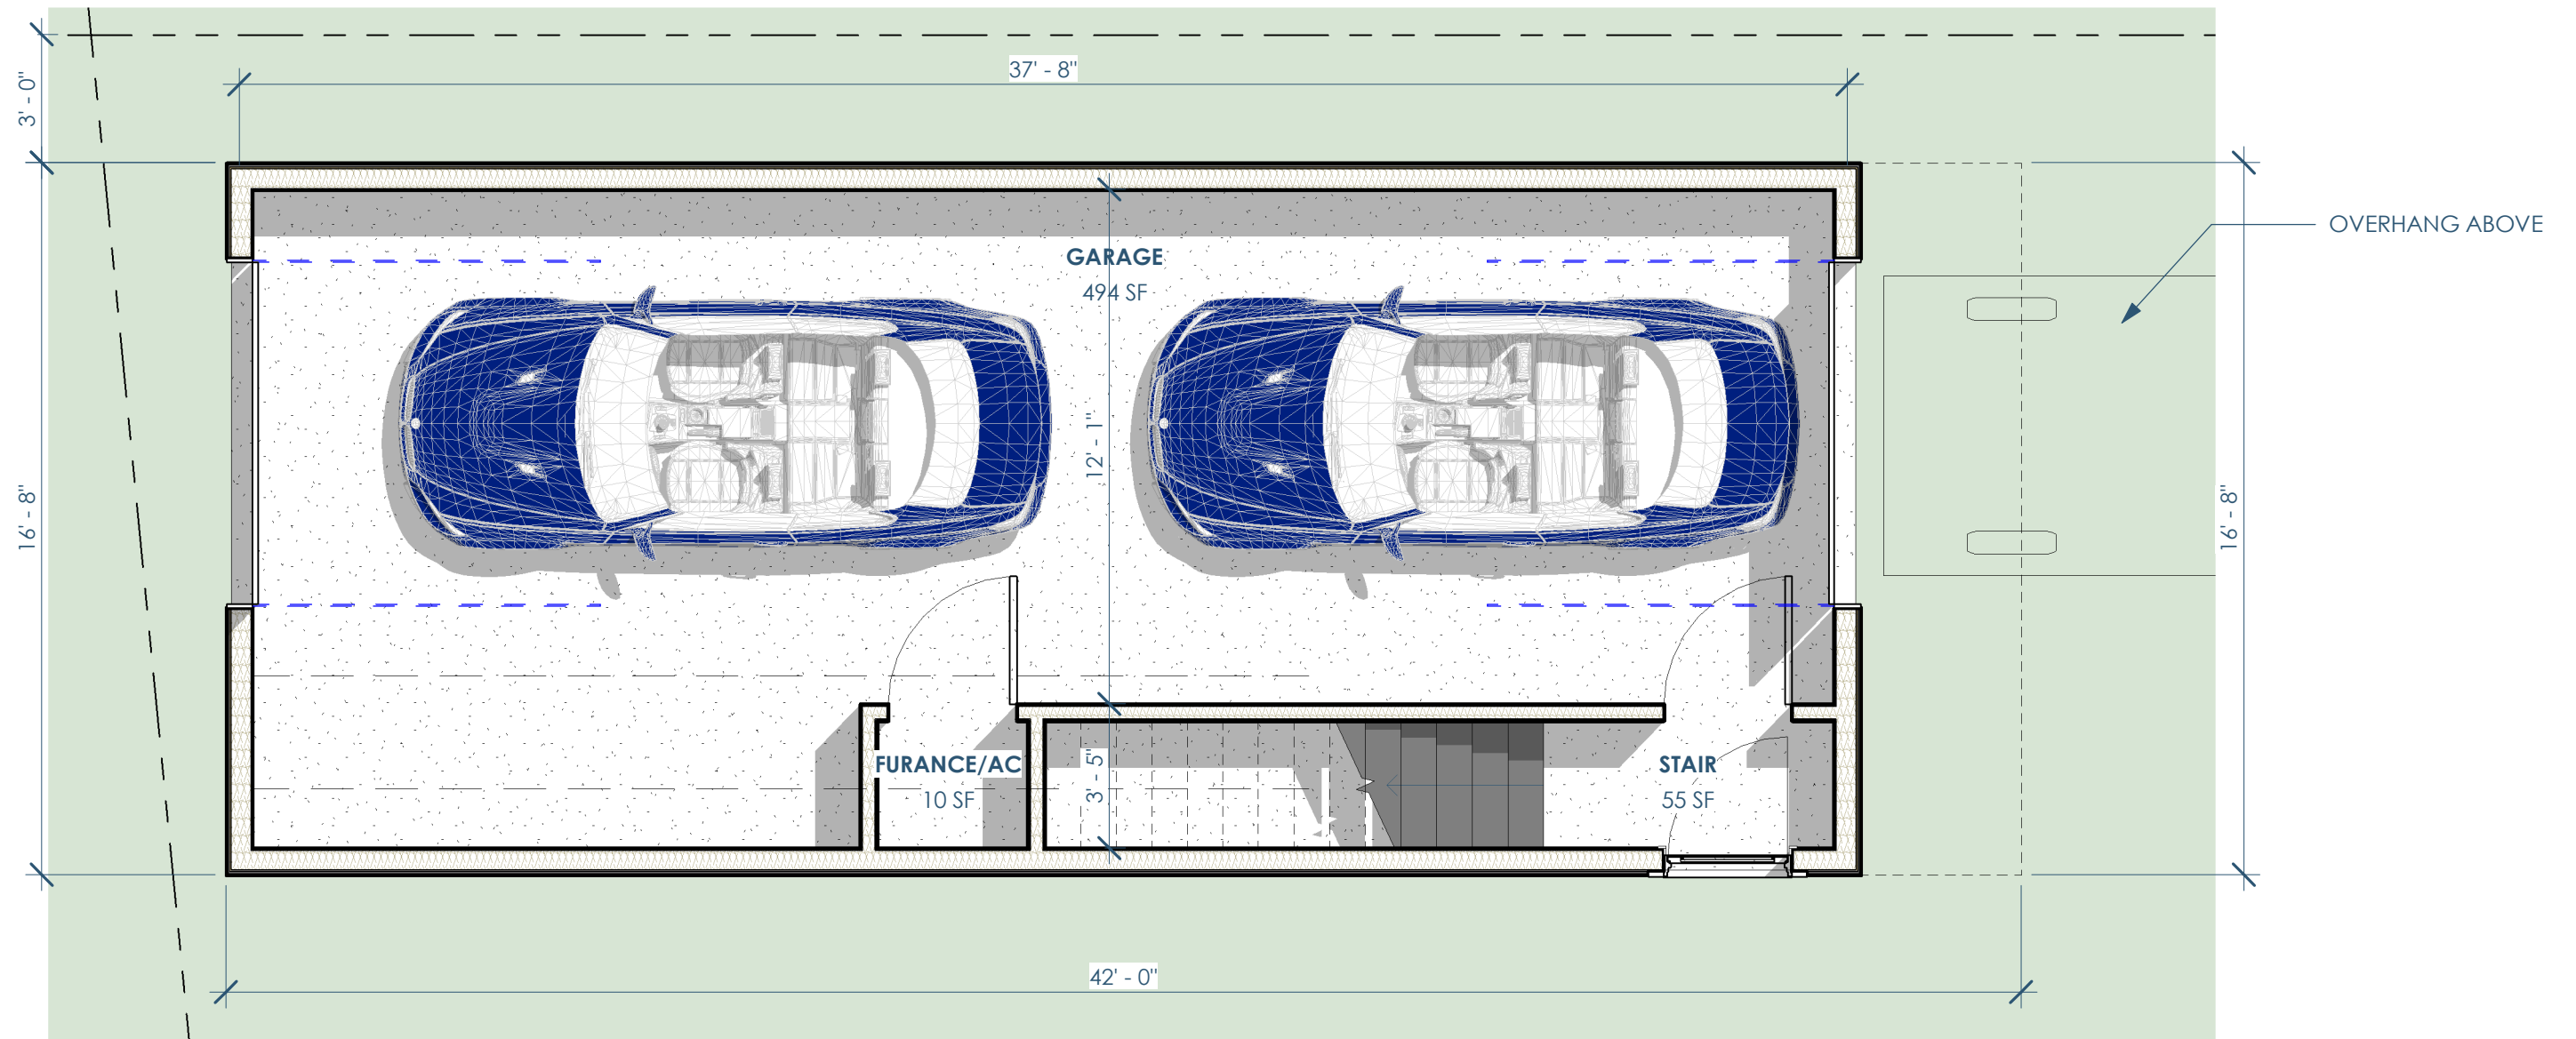 37' - 8"
3' - 0"
OVERHANG ABOVE
GARAGE
494 SF
12' - 1"
16' - 8"
16' - 8"
FURANCE/AC
10 SF
3' - 5"
STAIR
55 SF
42' - 0"